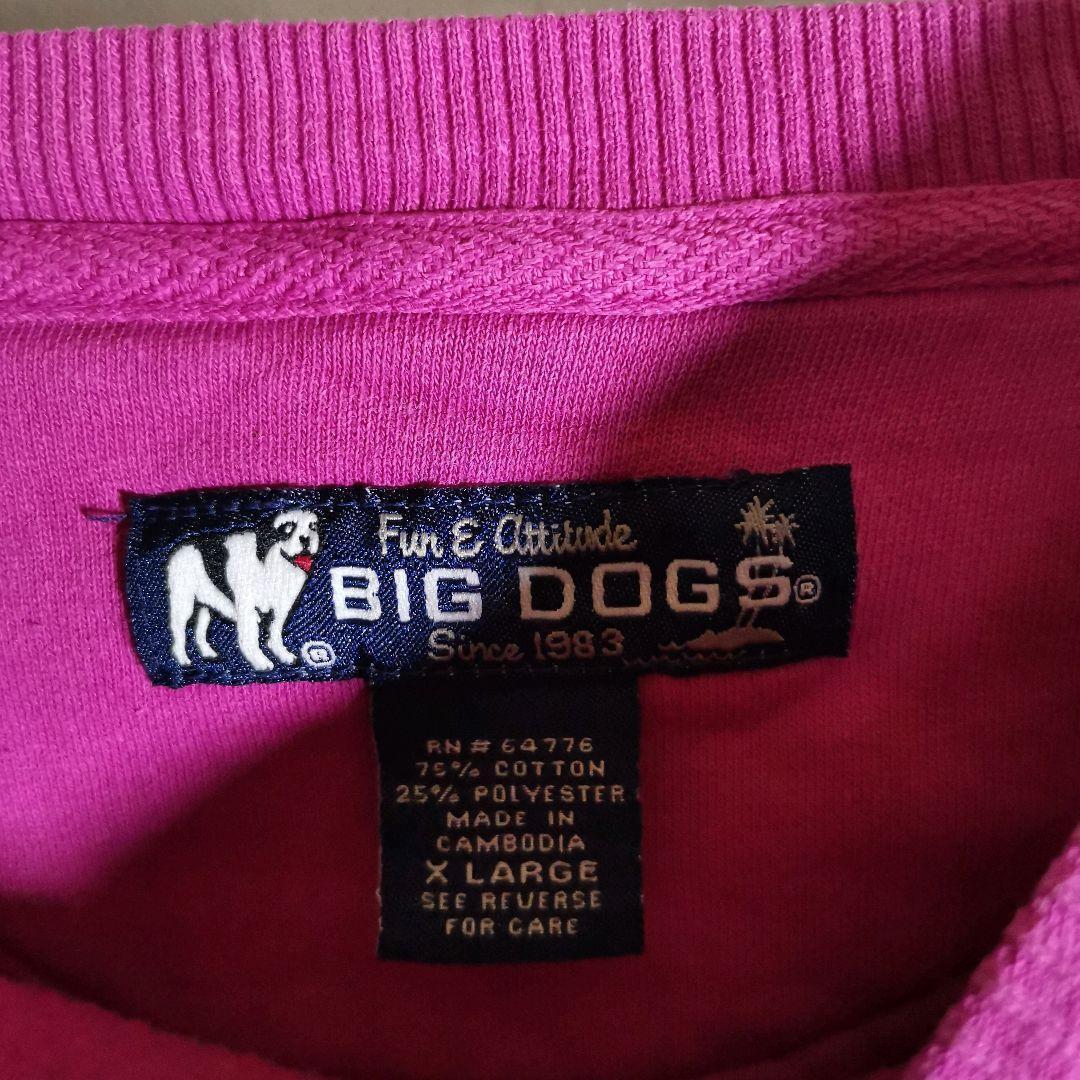 Fun & Attitude
BIG DOGS®
®
Since 1983
RN # 64776
75% COTTON
25% POLYESTER
MADE IN
CAMBODIA
X LARGE
SEE REVERSE
FOR CARE